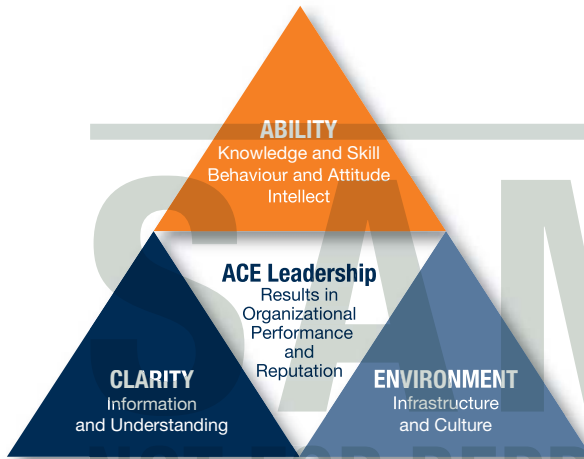 ABILITY
Knowledge and Skill
Behaviour and Attitude
Intellect
ACE Leadership
Results in
Organizational
Performance
and
Reputation
CLARITY
Information
and Understanding
ENVIRONMENT
Infrastructure
and Culture
SAM